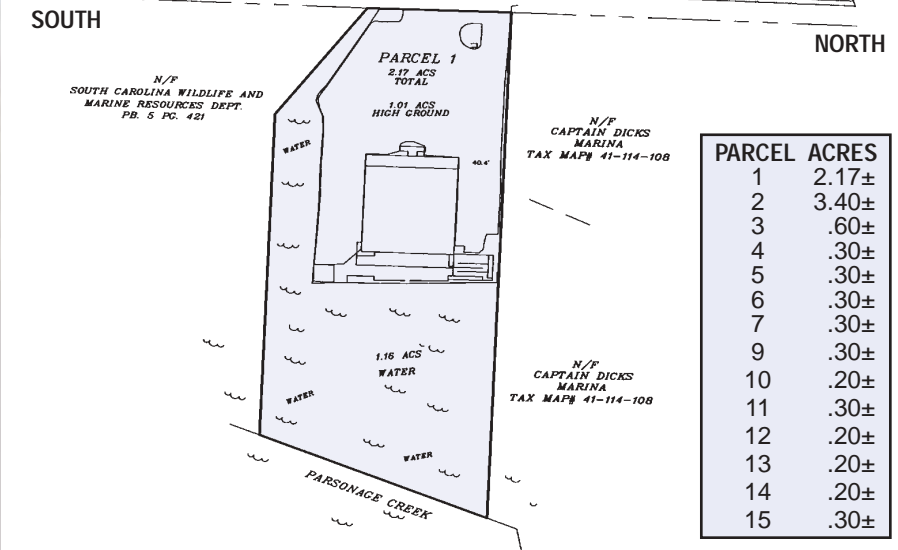 SOUTH
NORTH
PARCEL 1
2.17 ACS
TOTAL
1.01 ACS
HIGH GROUND
N/F
SOUTH CAROLINA WILDLIFE AND
MARINE RESOURCES DEPT.
PB. 5 PG. 421
WATER
40.4'
N/F
CAPTAIN DICKS
MARINA
TAX MAP# 41-114-108
1.16 ACS
WATER
WATER
WATER
N/F
CAPTAIN DICKS
MARINA
TAX MAP# 41-114-108
PARSONAGE CREEK
PARCEL ACRES
1 2.17±
2 3.40±
3 .60±
4 .30±
5 .30±
6 .30±
7 .30±
9 .30±
10 .20±
11 .30±
12 .20±
13 .20±
14 .20±
15 .30±